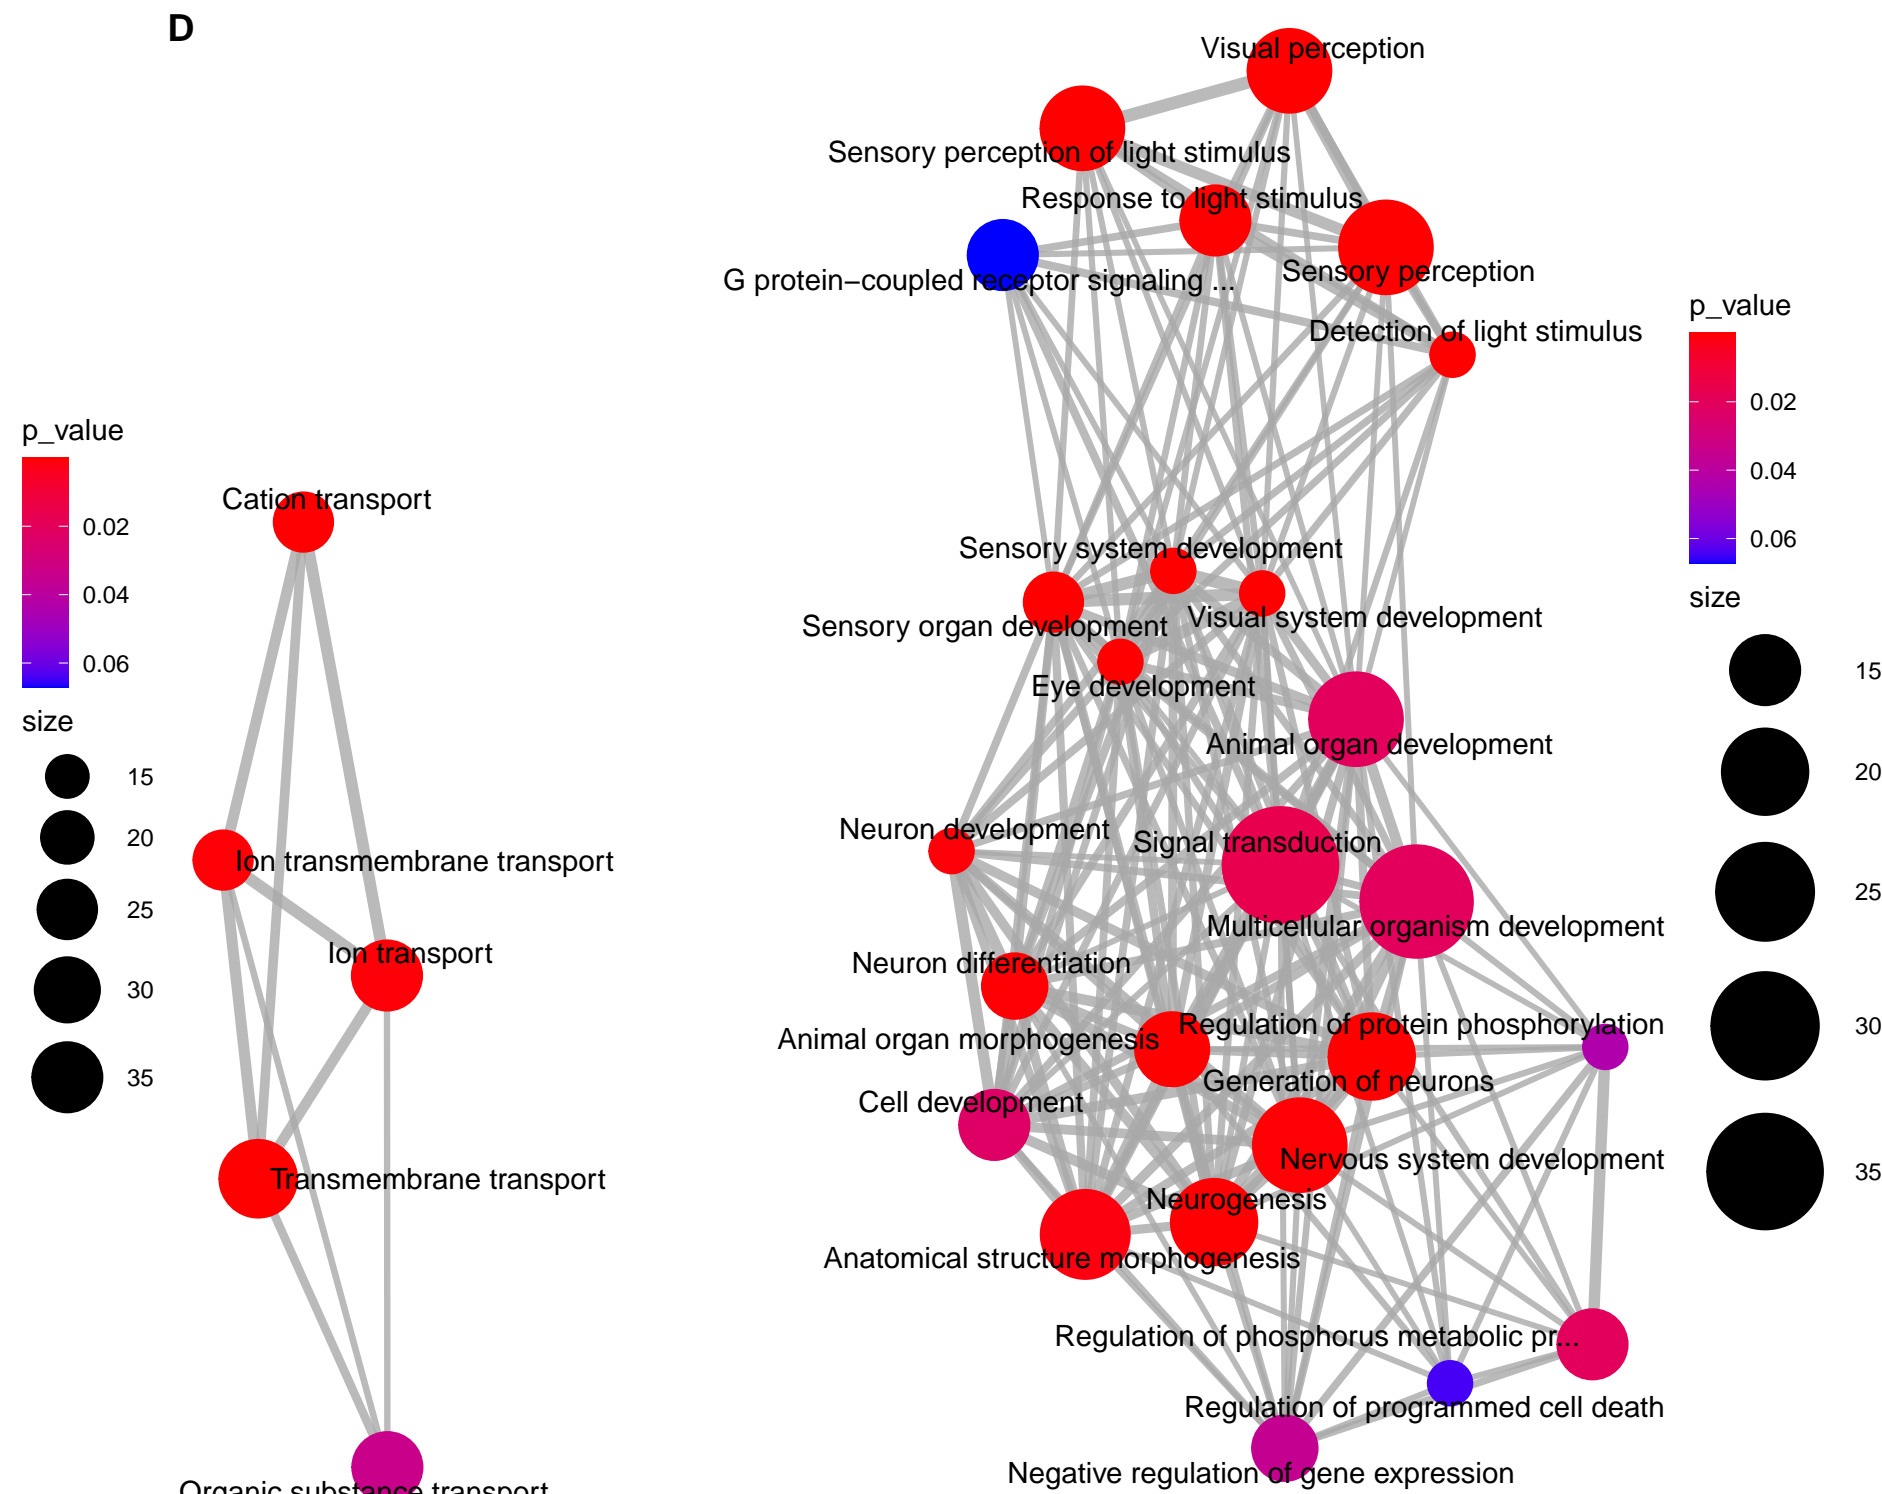 D
Visual perception
Sensory perception of light stimulus
Response to light stimulus
Sensory perception
G protein−coupled receptor signaling ...
Detection of light stimulus
p_value
0.02
0.04
0.06
size
15
20
25
30
35
p_value
0.02
0.04
0.06
size
15
20
25
30
35
Cation transport
Ion transmembrane transport
Ion transport
Transmembrane transport
Organic substance transport
Sensory system development
Visual system development
Sensory organ development
Eye development
Animal organ development
Neuron development
Signal transduction
Multicellular organism development
Neuron differentiation
Regulation of protein phosphorylation
Animal organ morphogenesis
Generation of neurons
Cell development
Nervous system development
Neurogenesis
Anatomical structure morphogenesis
Regulation of phosphorus metabolic pr...
Regulation of programmed cell death
Negative regulation of gene expression